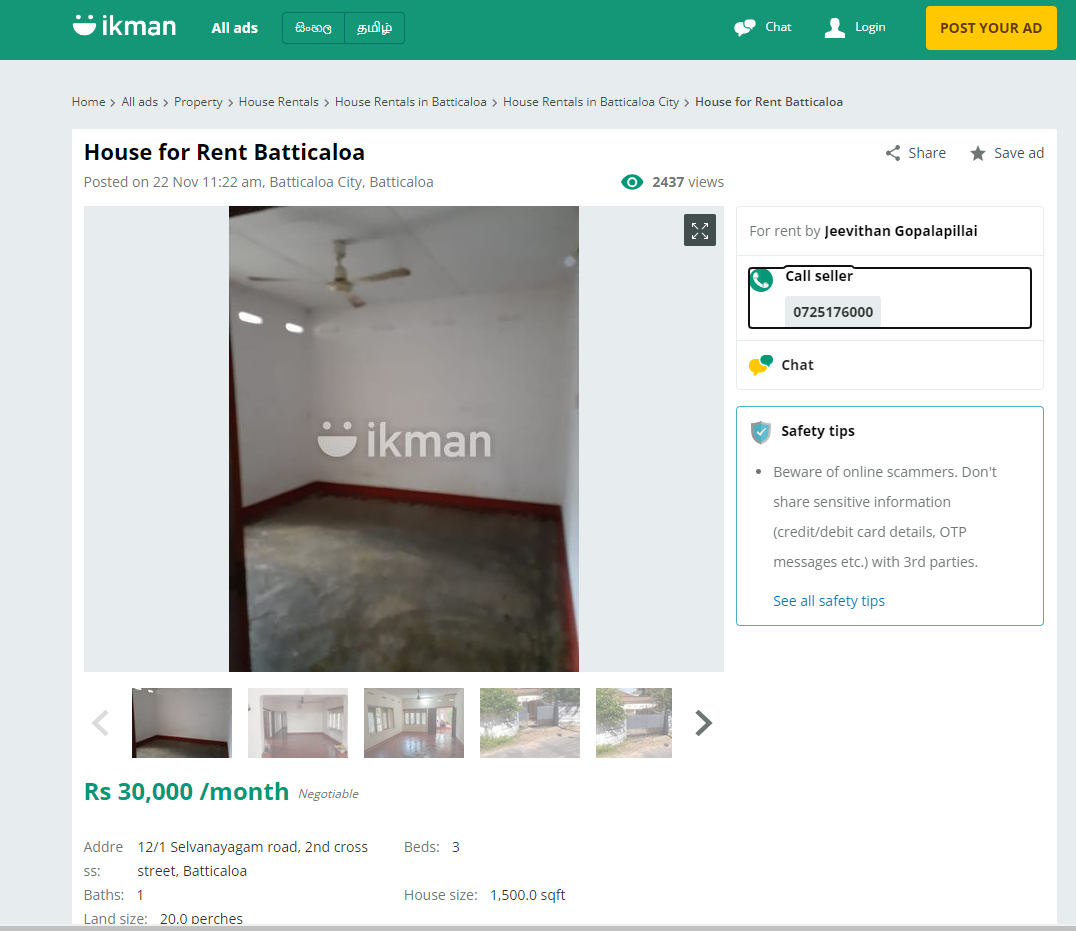 ikman
All ads
සිංහල
தமிழ்
Chat
Login
POST YOUR AD
Home > All ads > Property > House Rentals > House Rentals in Batticaloa > House Rentals in Batticaloa City > House for Rent Batticaloa
House for Rent Batticaloa
Share
Save ad
Posted on 22 Nov 11:22 am, Batticaloa City, Batticaloa
2437 views
ikman
For rent by Jeevithan Gopalapillai
Call seller
0725176000
Chat
Safety tips
• Beware of online scammers. Don't
share sensitive information
(credit/debit card details, OTP
messages etc.) with 3rd parties.
See all safety tips
Rs 30,000 /month Negotiable
Addre
ss:
12/1 Selvanayagam road, 2nd cross
street, Batticaloa
Beds: 3
Baths: 1
House size: 1,500.0 sqft
Land size: 20.0 perches